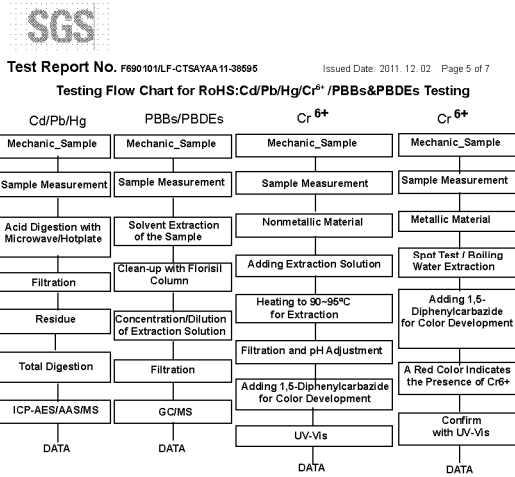 SGS
Test Report No. F690101/LF-CTSAYAA11-38595 Issued Date: 2011. 12. 02 Page 5 of 7
Testing Flow Chart for RoHS:Cd/Pb/Hg/Cr6+ /PBBs&PBDEs Testing
Cd/Pb/Hg
Mechanic_Sample
Sample Measurement
Acid Digestion with
Microwave/Hotplate
Filtration
Residue
Total Digestion
ICP-AES/AAS/MS
DATA
PBBs/PBDEs
Mechanic_Sample
Sample Measurement
Solvent Extraction
of the Sample
Clean-up with Florisil
Column
Concentration/Dilution
of Extraction Solution
Filtration
GC/MS
DATA
Cr 6+
Mechanic_Sample
Sample Measurement
Nonmetallic Material
Adding Extraction Solution
Heating to 90~95ºC
for Extraction
Filtration and pH Adjustment
Adding 1,5-Diphenylcarbazide
for Color Development
UV-Vis
DATA
Cr 6+
Mechanic_Sample
Sample Measurement
Metallic Material
Spot Test / Boiling
Water Extraction
Adding 1,5-
Diphenylcarbazide
for Color Development
A Red Color Indicates
the Presence of Cr6+
Confirm
with UV-Vis
DATA